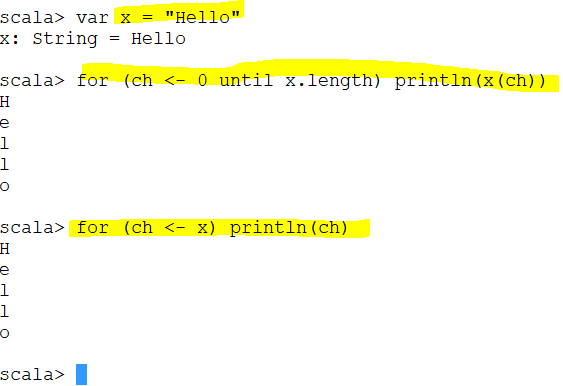 scala> var x = "Hello"
x: String = Hello
scala> for (ch <- 0 until x.length) println(x(ch))
H
e
l
l
o
scala> for (ch <- x) println(ch)
H
e
l
l
o
scala>